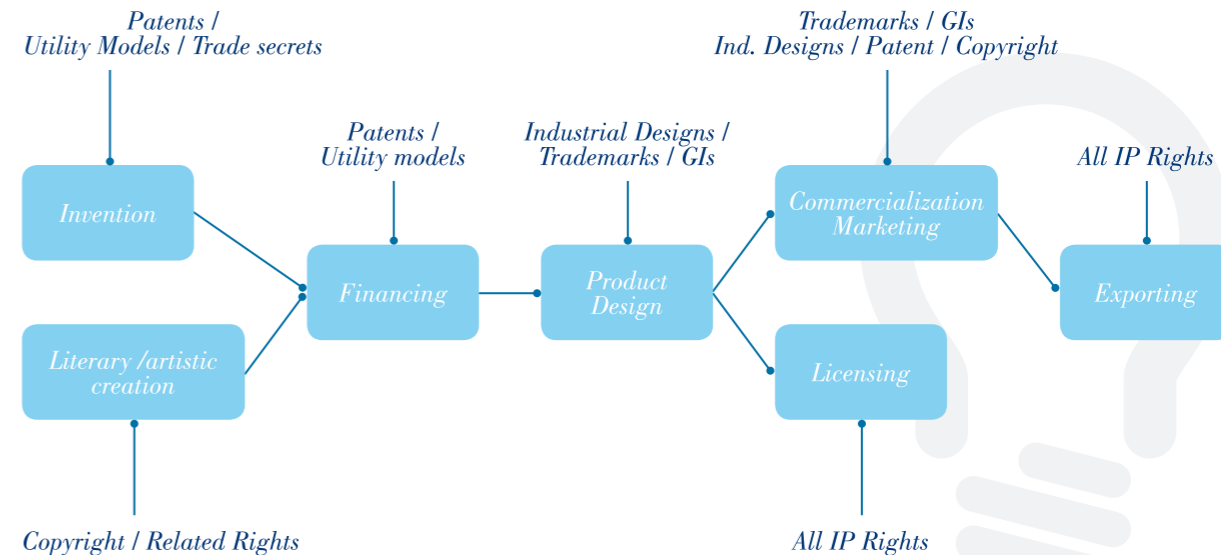 Patents /
Utility Models / Trade secrets
Trademarks / GIs
Ind. Designs / Patent / Copyright
Patents /
Utility models
Industrial Designs /
Trademarks / GIs
All IP Rights
Invention
Commercialization
Marketing
Financing
Product
Design
Exporting
Literary /artistic
creation
Licensing
Copyright / Related Rights
All IP Rights